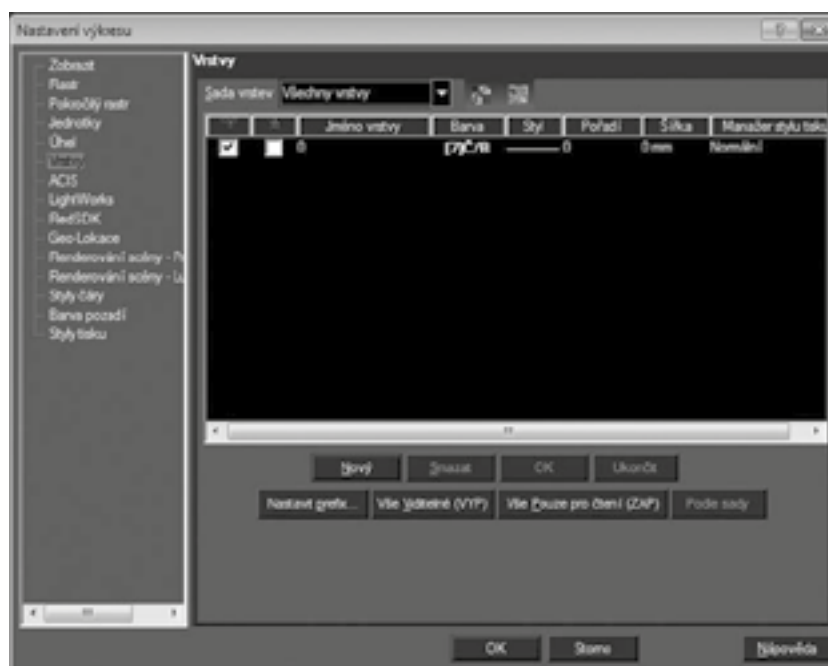 Nastavení výkresu
Zobrazit
Rastr
Pokročilý rastr
Jednotky
Úhel
Vrstvy
ACIS
LightWorks
RedSDK
Geo-Lokace
Renderování scény - Pr
Renderování scény - Lu
Styly čáry
Barva pozadí
Styly tisku
Vrstvy
Sada vrstev Všechny vrstvy
Jméno vrstvy Barva Styl Pořadí Šířka Manažer stylu tisku
0 [7]Č/B 0 0 mm Normální
Nový Smazat OK Ukončit
Nastavit prefix... Vše Viditelné (VYP) Vše Pouze pro čtení (ZAP) Podle sady
OK Storno Nápověda